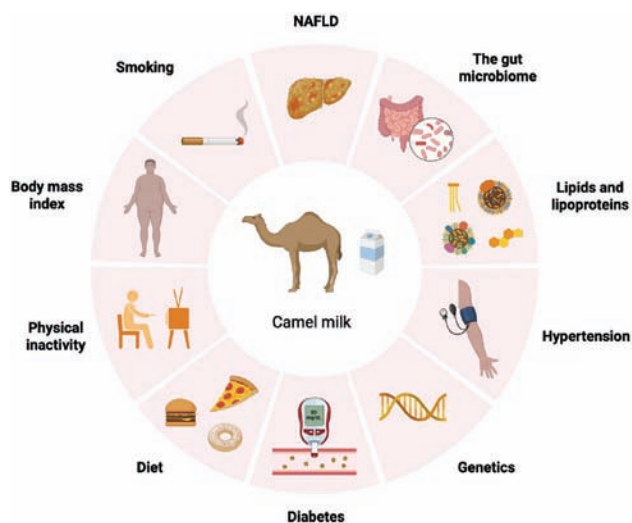 NAFLD
The gut
microbiome
Smoking
Body mass
index
Lipids and
lipoproteins
Camel milk
Physical
inactivity
Hypertension
Diet
Genetics
Diabetes